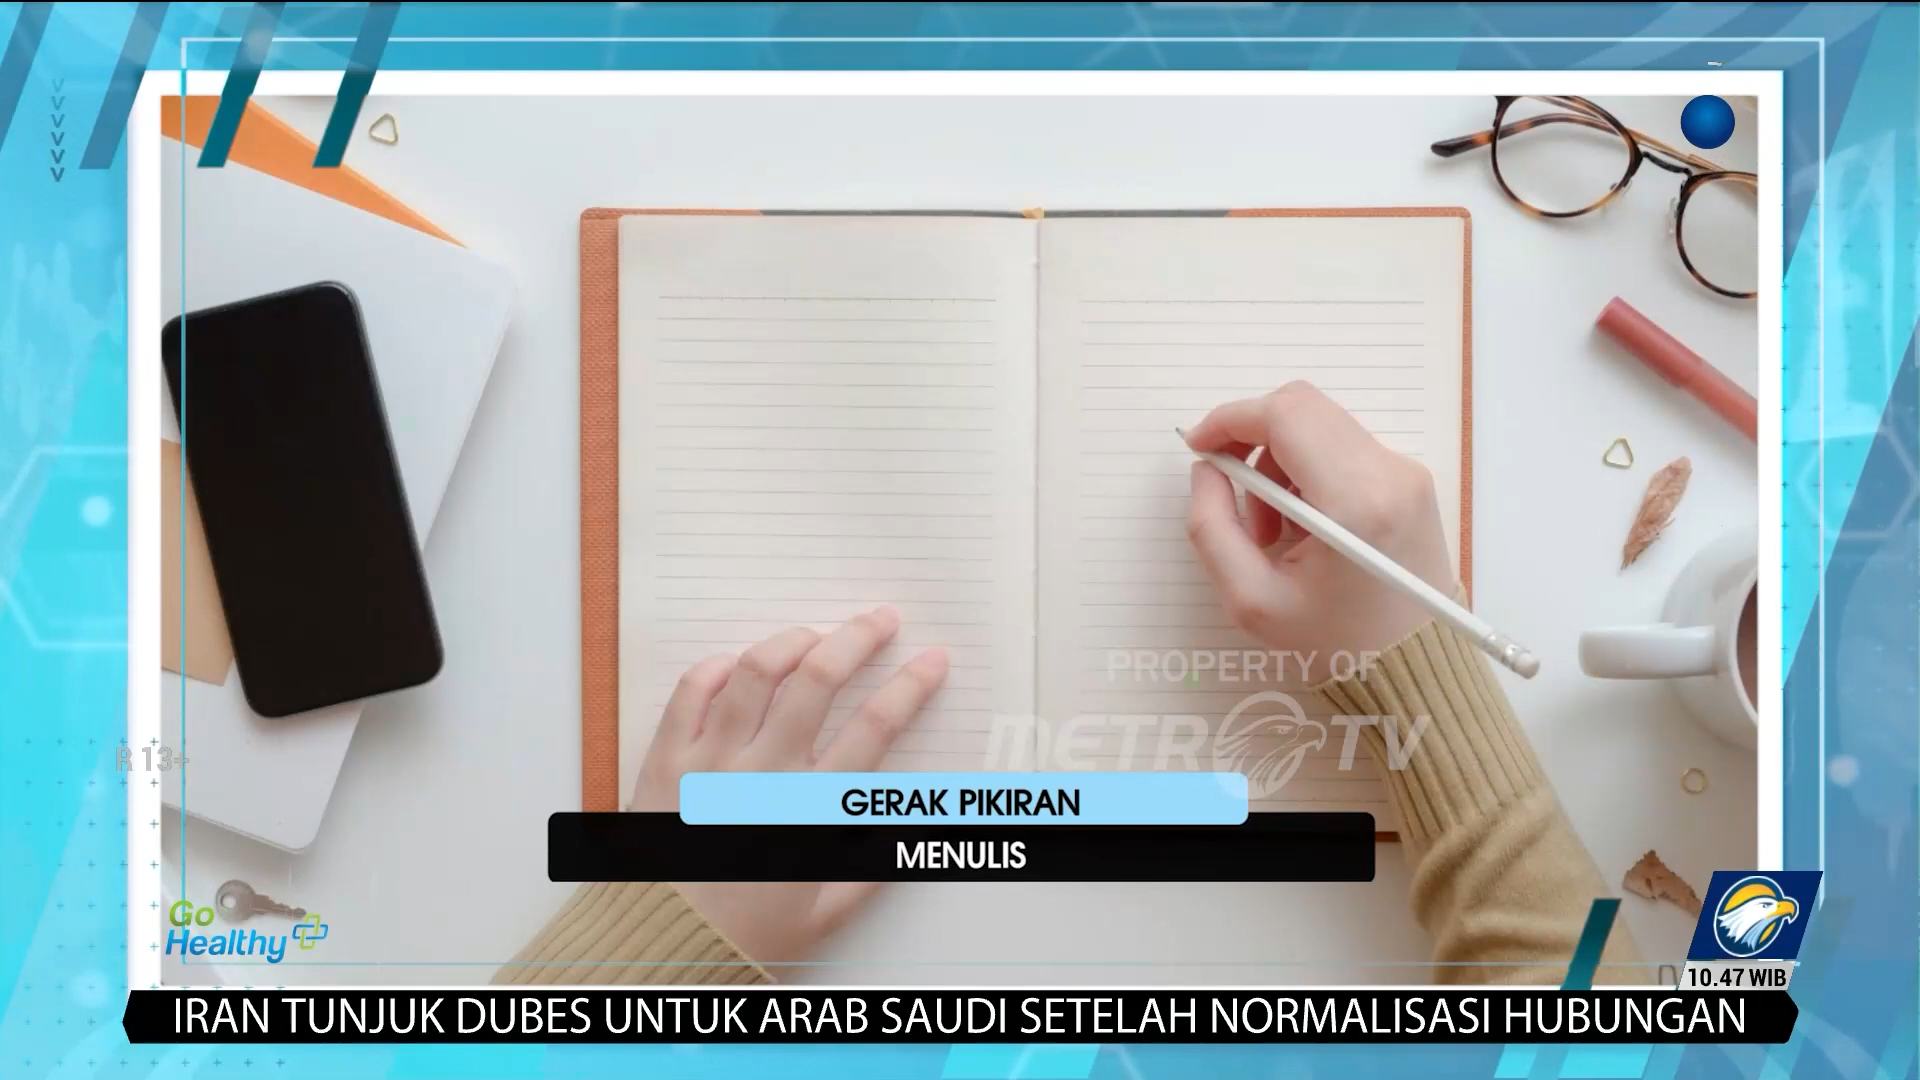 PROPERTY OF
METRO TV
R 13+
GERAK PIKIRAN
MENULIS
Go
Healthy
10.47 WIB
IRAN TUNJUK DUBES UNTUK ARAB SAUDI SETELAH NORMALISASI HUBUNGAN